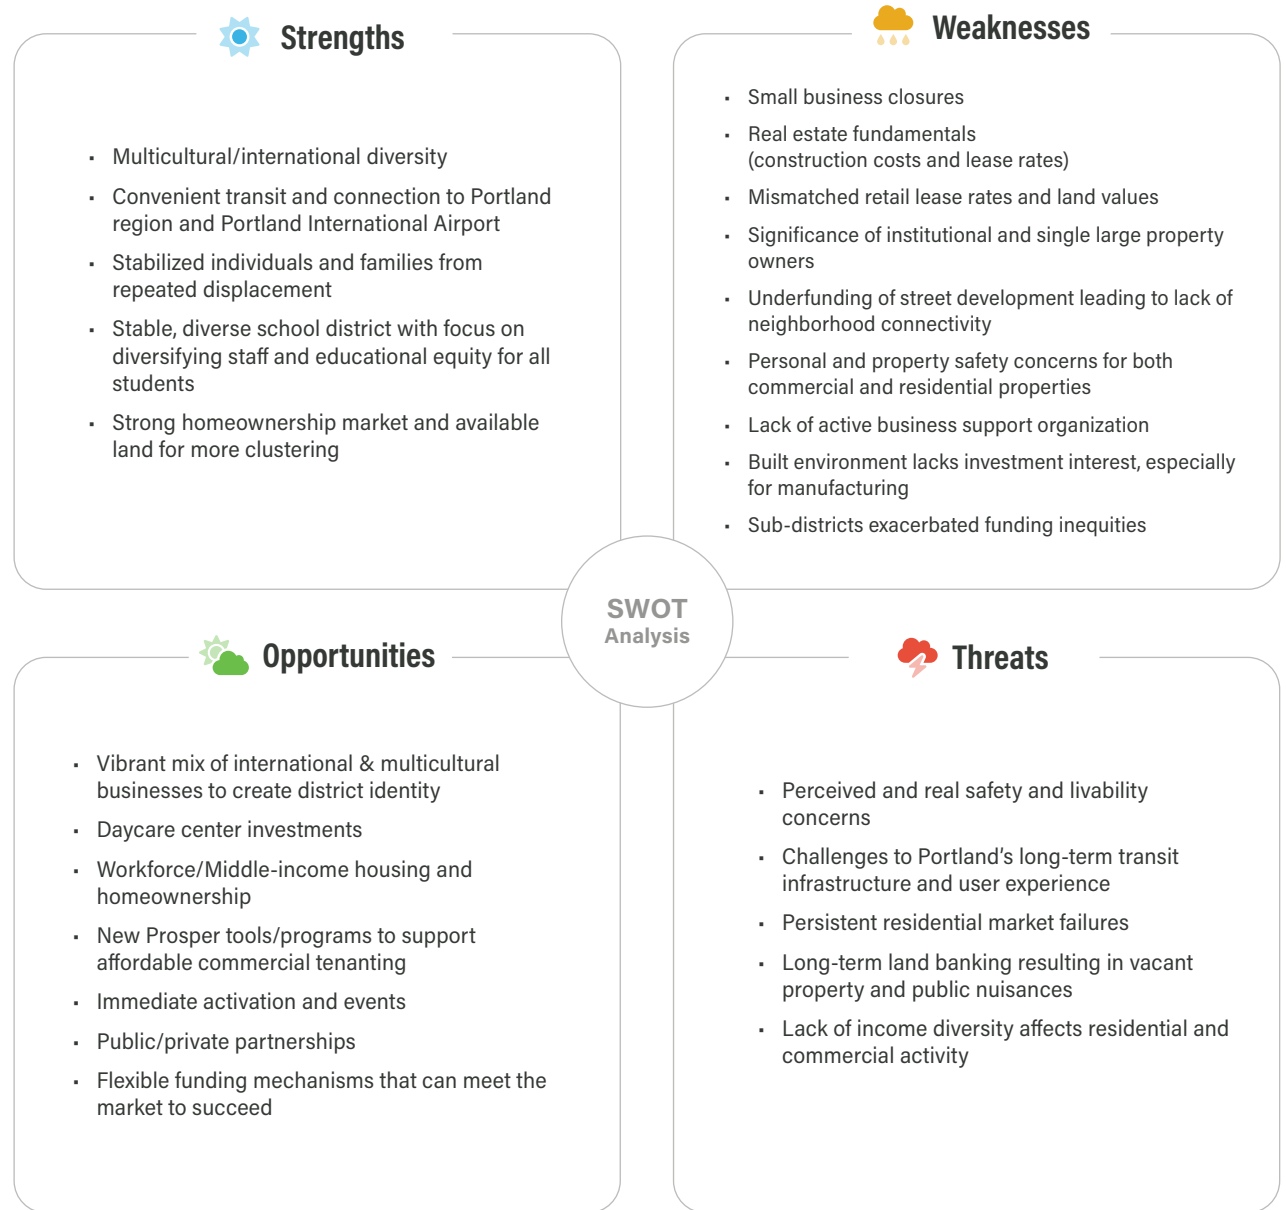 Strengths
▪ Multicultural/international diversity
▪ Convenient transit and connection to Portland
region and Portland International Airport
▪ Stabilized individuals and families from
repeated displacement
▪ Stable, diverse school district with focus on
diversifying staff and educational equity for all
students
▪ Strong homeownership market and available
land for more clustering
Weaknesses
▪ Small business closures
▪ Real estate fundamentals
(construction costs and lease rates)
▪ Mismatched retail lease rates and land values
▪ Significance of institutional and single large property
owners
▪ Underfunding of street development leading to lack of
neighborhood connectivity
▪ Personal and property safety concerns for both
commercial and residential properties
▪ Lack of active business support organization
▪ Built environment lacks investment interest, especially
for manufacturing
▪ Sub-districts exacerbated funding inequities
SWOT
Analysis
Opportunities
▪ Vibrant mix of international & multicultural
businesses to create district identity
▪ Daycare center investments
▪ Workforce/Middle-income housing and
homeownership
▪ New Prosper tools/programs to support
affordable commercial tenanting
▪ Immediate activation and events
▪ Public/private partnerships
▪ Flexible funding mechanisms that can meet the
market to succeed
Threats
▪ Perceived and real safety and livability
concerns
▪ Challenges to Portland's long-term transit
infrastructure and user experience
▪ Persistent residential market failures
▪ Long-term land banking resulting in vacant
property and public nuisances
▪ Lack of income diversity affects residential and
commercial activity